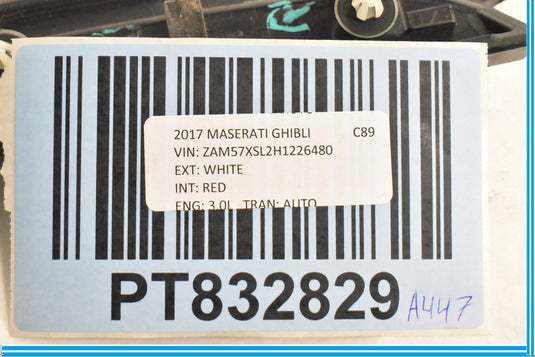 2017 MASERATI GHIBLI C89
VIN: ZAM57XSL2H1226480
EXT: WHITE
INT: RED
ENG: 3.0L TRAN: AUTO
PT832829 A447